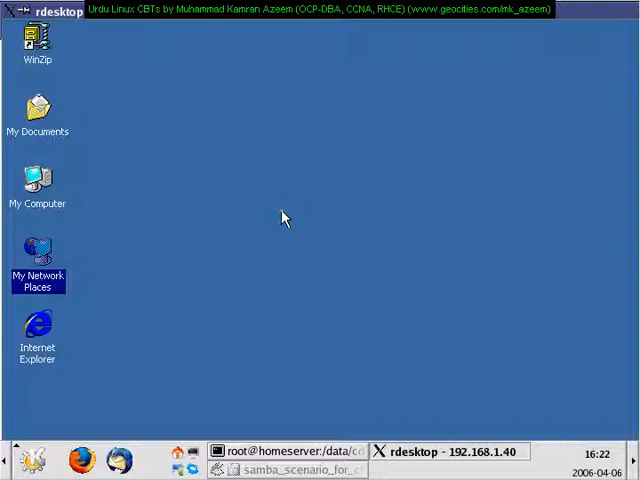 rdesktop
Urdu Linux CBTs by Muhammad Kamran Azeem (OCP-DBA, CCNA, RHCE) (www.geocities.com/mk_azeem)
WinZip
My Documents
My Computer
My Network
Places
Internet
Explorer
root@homeserver:/data/cd
rdesktop - 192.168.1.40
samba_scenario_for_c
16:22
2006-04-06